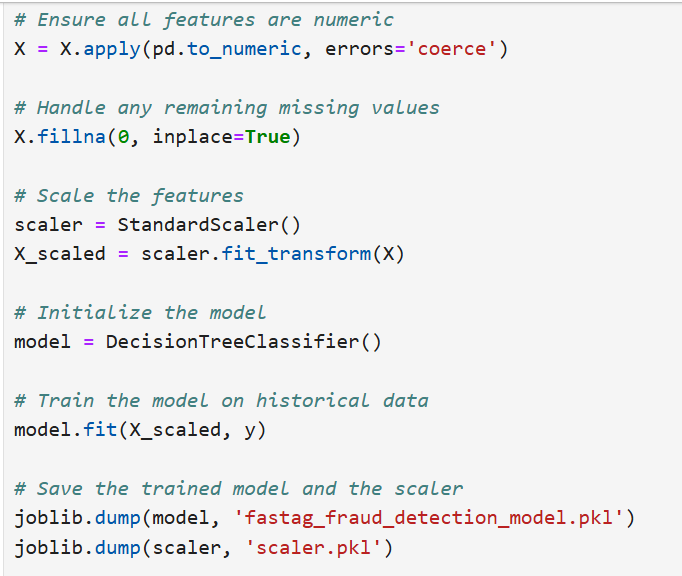 # Ensure all features are numeric
X = X.apply(pd.to_numeric, errors='coerce')
# Handle any remaining missing values
X.fillna(0, inplace=True)
# Scale the features
scaler = StandardScaler()
X_scaled = scaler.fit_transform(X)
# Initialize the model
model = DecisionTreeClassifier()
# Train the model on historical data
model.fit(X_scaled, y)
# Save the trained model and the scaler
joblib.dump(model, 'fastag_fraud_detection_model.pkl')
joblib.dump(scaler, 'scaler.pkl')